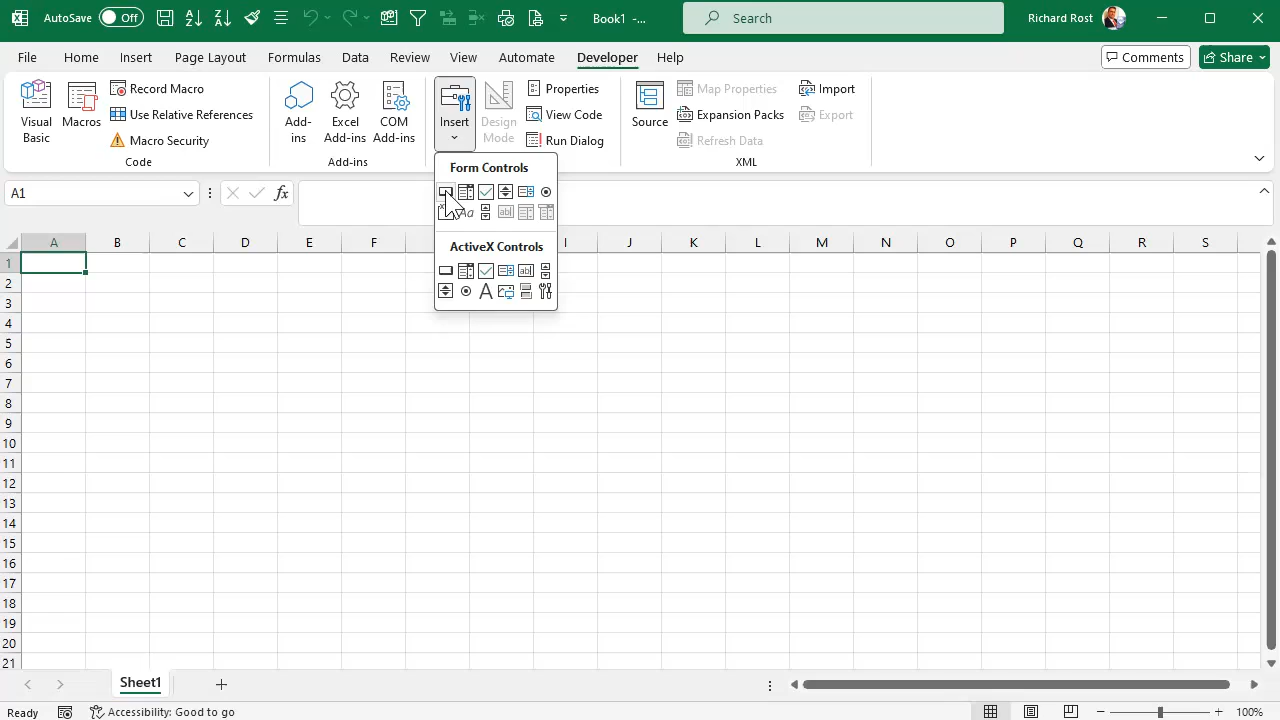 AutoSave Off Book1 -... Search Richard Rost
File Home Insert Page Layout Formulas Data Review View Automate Developer Help Comments Share
Visual Basic
Macros
Record Macro
Use Relative References
Macro Security
Code
Add-ins
Excel Add-ins
COM Add-ins
Add-ins
Insert
Design Mode
Properties
View Code
Run Dialog
Source
Map Properties
Expansion Packs
Refresh Data
Import
Export
XML
Form Controls
Aa
ab|
ActiveX Controls
ab|
A
A1 fx
A B C D E F I J K L M N O P Q R S
1
2
3
4
5
6
7
8
9
10
11
12
13
14
15
16
17
18
19
20
21
Sheet1
Ready Accessibility: Good to go 100%